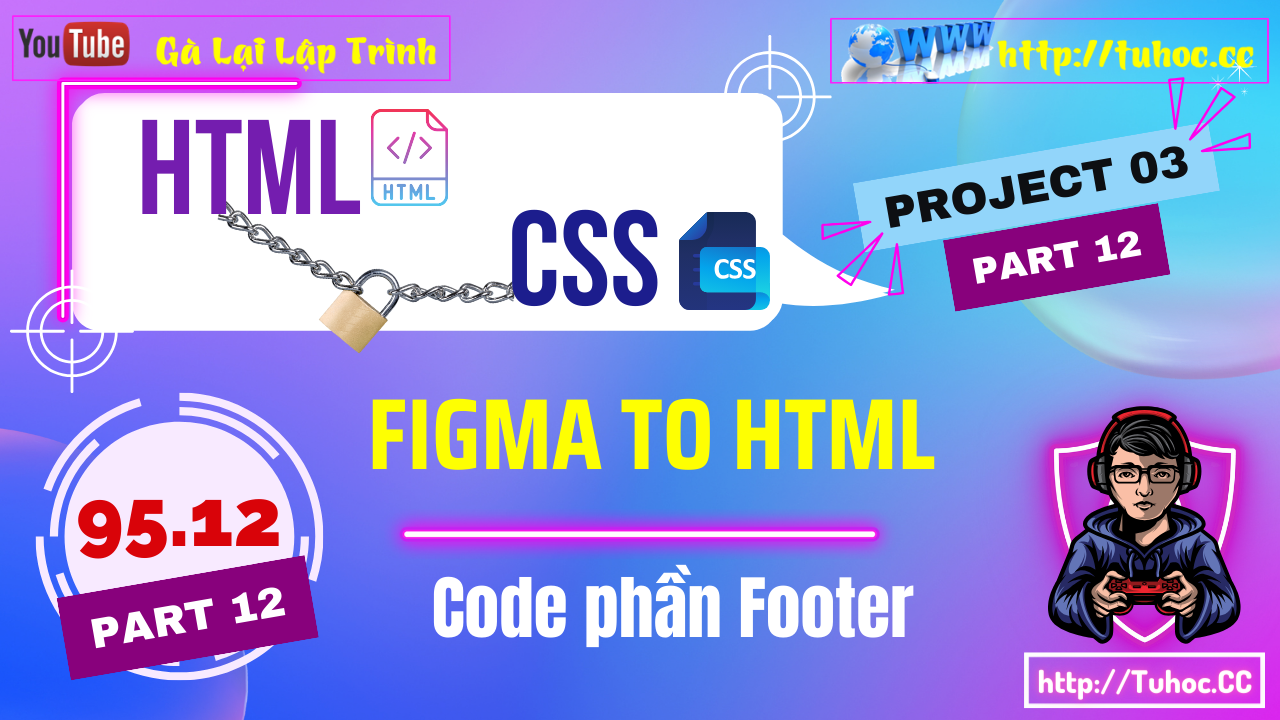 YouTube
Gà Lại Lập Trình
WWW
http://tuhoc.cc
HTML
HTML
CSS
CSS
PROJECT 03
PART 12
FIGMA TO HTML
95.12
PART 12
Code phần Footer
http://Tuhoc.CC